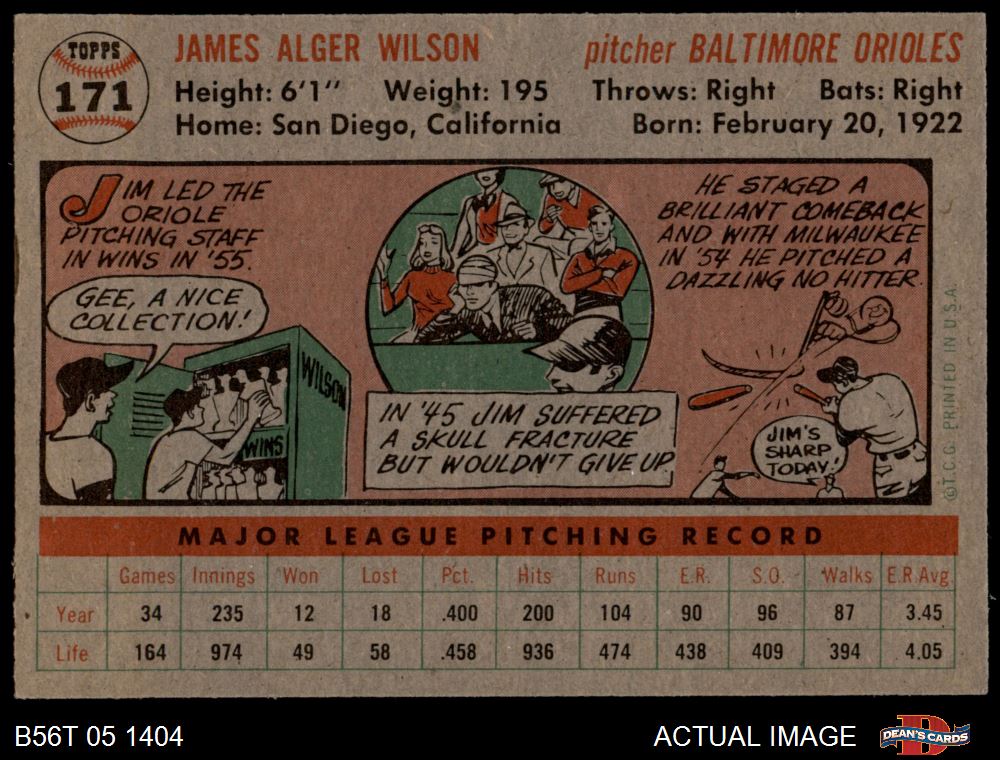 TOPPS
171
JAMES ALGER WILSON
pitcher BALTIMORE ORIOLES
Height: 6'1" Weight: 195 Throws: Right Bats: Right
Home: San Diego, California Born: February 20, 1922
JIM LED THE
ORIOLE
PITCHING STAFF
IN WINS IN '55.
GEE, A NICE
COLLECTION!
WILSON
WINS
IN '45 JIM SUFFERED
A SKULL FRACTURE
BUT WOULDN'T GIVE UP.
HE STAGED A
BRILLIANT COMEBACK
AND WITH MILWAUKEE
IN '54 HE PITCHED A
DAZZLING NO HITTER.
JIM'S
SHARP
TODAY!
©T.C.G. PRINTED IN U.S.A.
MAJOR LEAGUE PITCHING RECORD
Games Innings Won Lost Pct. Hits Runs E.R. S.O. Walks E.R.Avg.
Year 34 235 12 18 .400 200 104 90 96 87 3.45
Life 164 974 49 58 .458 936 474 438 409 394 4.05
B56T 05 1404
ACTUAL IMAGE
DEAN'S CARDS